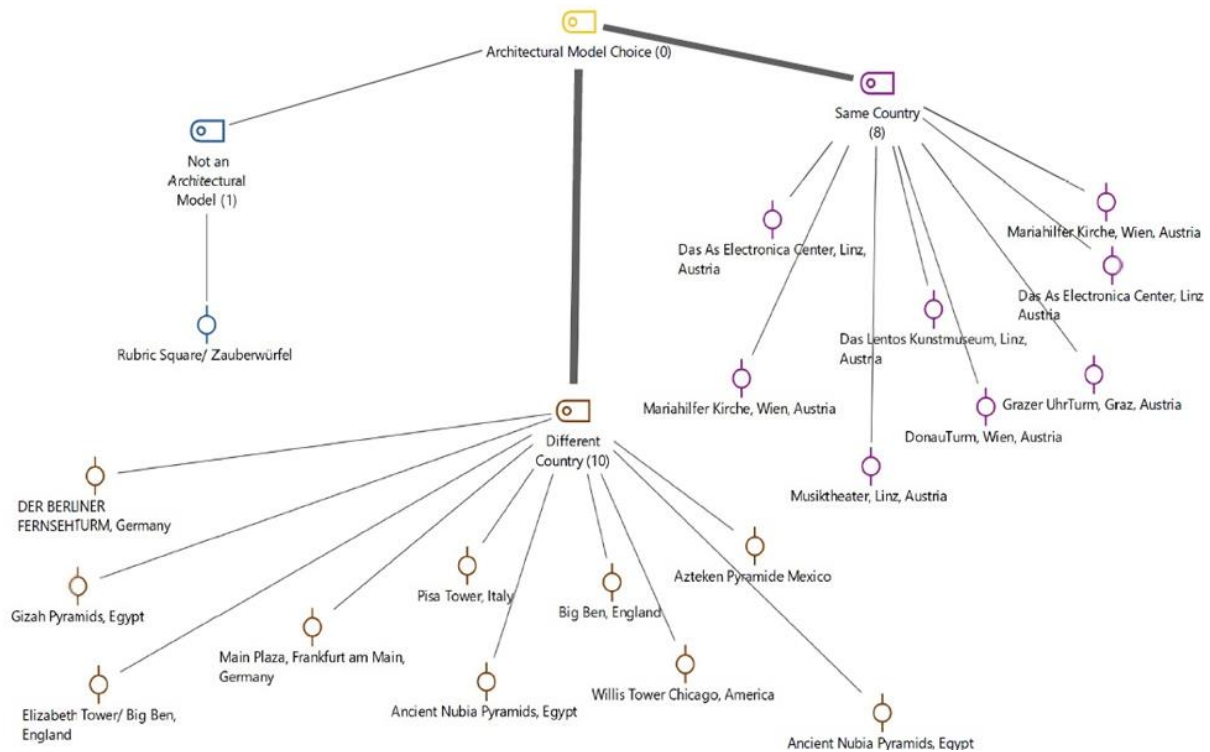 Architectural Model Choice (0)
Same Country
(8)
Not an
Architectural
Model (1)
Mariahilfer Kirche, Wien, Austria
Das As Electronica Center, Linz,
Austria
Das As Electronica Center, Linz
Austria
Das Lentos Kunstmuseum, Linz,
Austria
Rubric Square/ Zauberwürfel
Mariahilfer Kirche, Wien, Austria
Grazer UhrTurm, Graz, Austria
DonauTurm, Wien, Austria
Different
Country (10)
Musiktheater, Linz, Austria
DER BERLINER
FERNSEHTURM, Germany
Azteken Pyramide Mexico
Pisa Tower, Italy
Big Ben, England
Gizah Pyramids, Egypt
Main Plaza, Frankfurt am Main,
Germany
Willis Tower Chicago, America
Ancient Nubia Pyramids, Egypt
Elizabeth Tower/ Big Ben,
England
Ancient Nubia Pyramids, Egypt